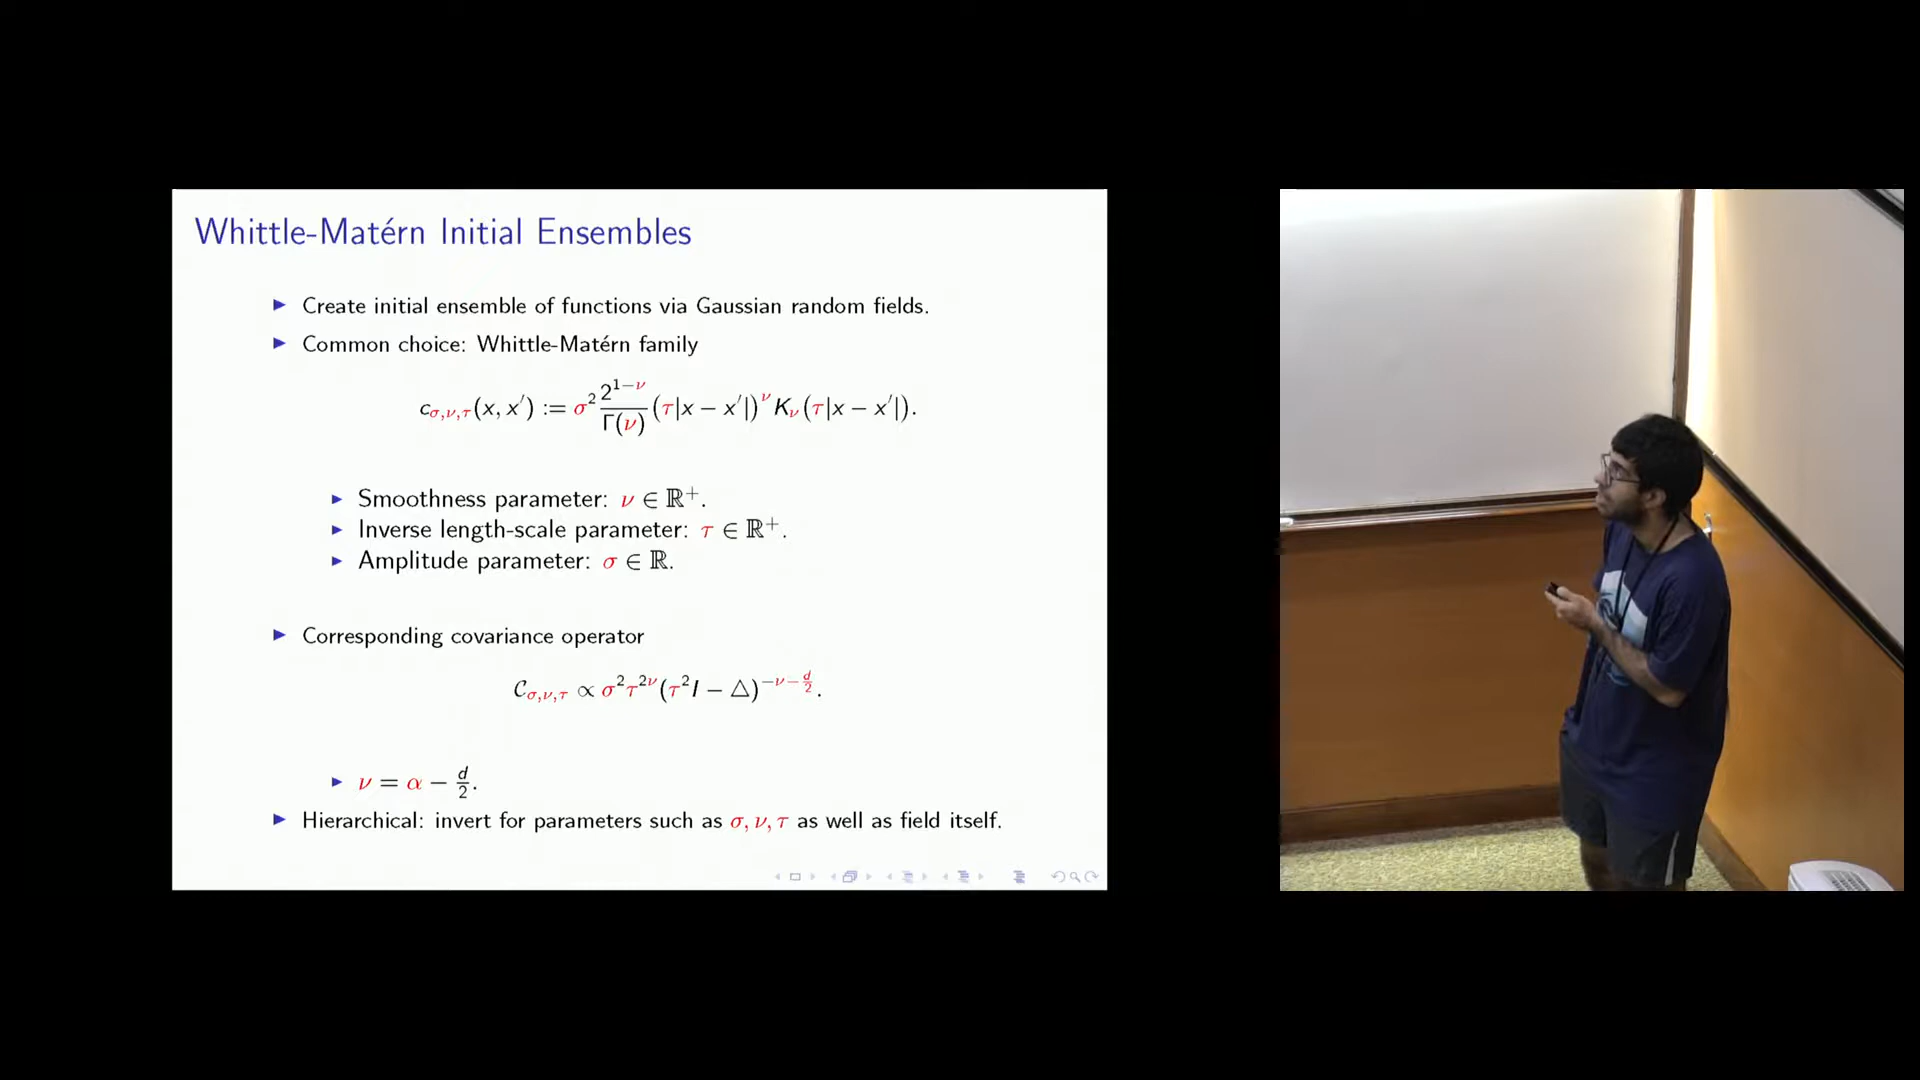 Whittle-Matérn Initial Ensembles
▶ Create initial ensemble of functions via Gaussian random fields.
▶ Common choice: Whittle-Matérn family
c_{σ,ν,τ}(x, x′) := σ² 2^{1−ν}/Γ(ν) (τ|x − x′|)^ν K_ν(τ|x − x′|).
▶ Smoothness parameter: ν ∈ ℝ⁺.
▶ Inverse length-scale parameter: τ ∈ ℝ⁺.
▶ Amplitude parameter: σ ∈ ℝ.
▶ Corresponding covariance operator
𝒞_{σ,ν,τ} ∝ σ²τ^{2ν}(τ²I − △)^{−ν−d/2}.
▶ ν = α − d/2.
▶ Hierarchical: invert for parameters such as σ, ν, τ as well as field itself.